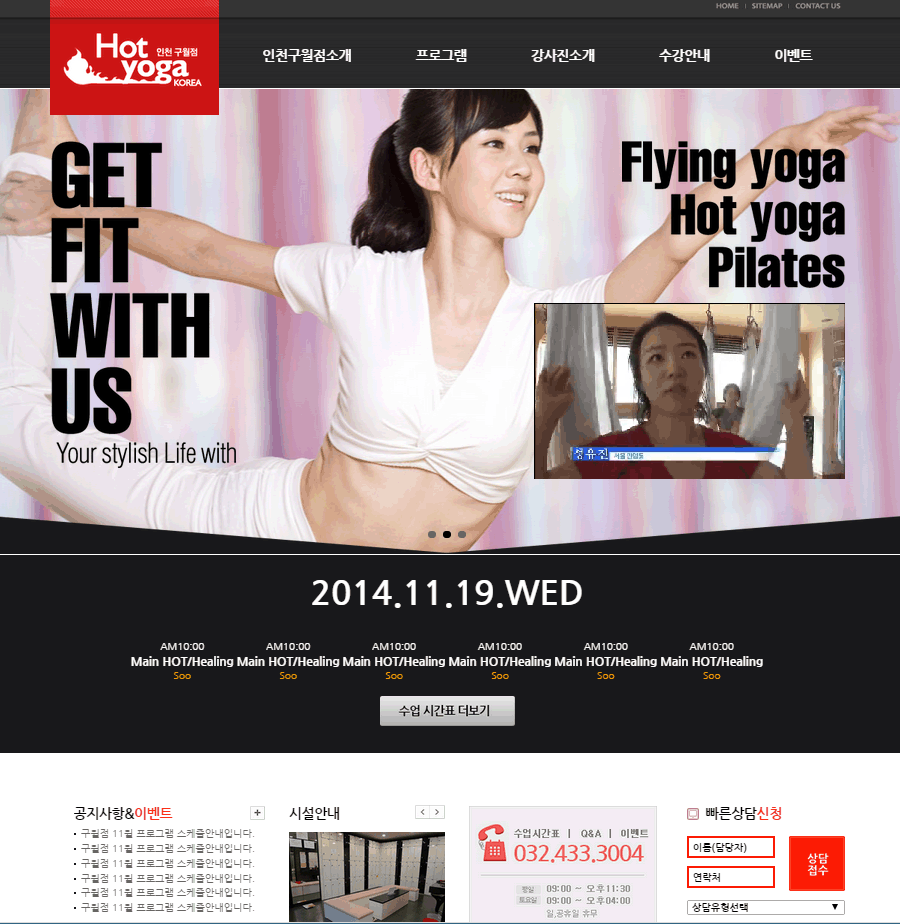 HOME | SITEMAP | CONTACT US
Hot yoga
인천 구월점
KOREA
인천구월점소개
프로그램
강사진소개
수강안내
이벤트
GET
FIT
WITH
US
Your stylish Life with
Flying yoga
Hot yoga
Pilates
성유진
2014.11.19.WED
AM10:00 AM10:00 AM10:00 AM10:00 AM10:00 AM10:00
Main HOT/Healing Main HOT/Healing Main HOT/Healing Main HOT/Healing Main HOT/Healing Main HOT/Healing
Soo Soo Soo Soo Soo Soo
수업 시간표 더보기
공지사항&이벤트
구월점 11월 프로그램 스케쥴안내입니다.
구월점 11월 프로그램 스케쥴안내입니다.
구월점 11월 프로그램 스케쥴안내입니다.
구월점 11월 프로그램 스케쥴안내입니다.
구월점 11월 프로그램 스케쥴안내입니다.
구월점 11월 프로그램 스케쥴안내입니다.
시설안내
수업시간표 | Q&A | 이벤트
032.433.3004
평일 09:00 ~ 오후11:30
토요일 09:00 ~ 오후04:00
일,공휴일 휴무
빠른상담신청
이름(담당자)
연락처
상담
접수
상담유형선택